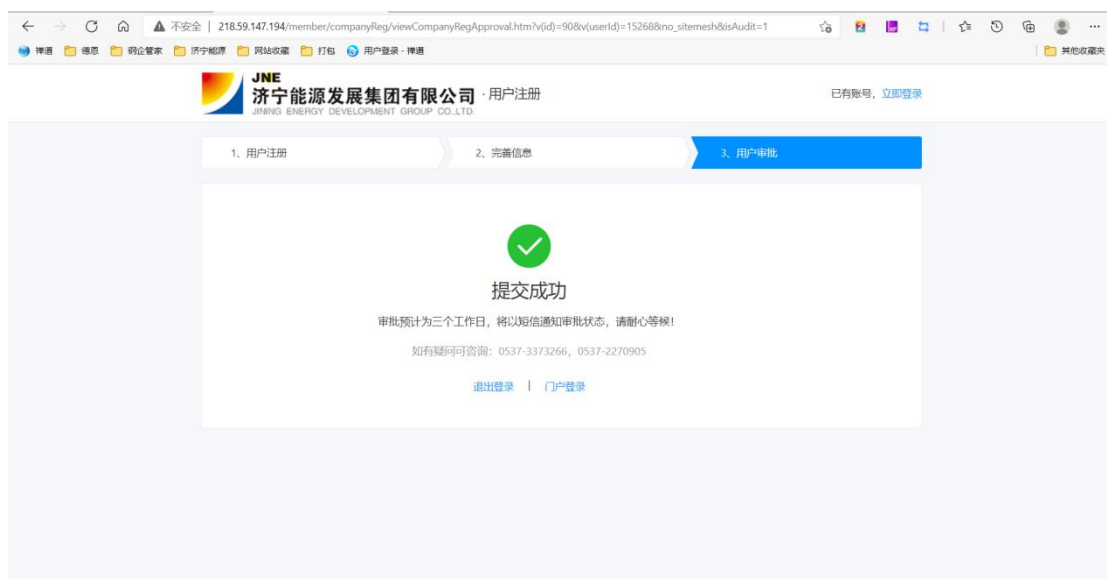 不安全 | 218.59.147.194/member/companyReg/viewCompanyRegApproval.htm?v(id)=90&v(userId)=15268&no_sitemesh&isAudit=1
禅道 德恩 钢企管家 济宁能源 网站收藏 打包 用户登录 - 禅道 其他收藏夹
JNE
济宁能源发展集团有限公司 · 用户注册 已有账号，立即登录
JINING ENERGY DEVELOPMENT GROUP CO.,LTD.
1、用户注册 2、完善信息 3、用户审批
提交成功
审批预计为三个工作日，将以短信通知审批状态，请耐心等候！
如有疑问可咨询：0537-3373266，0537-2270905
退出登录 | 门户登录